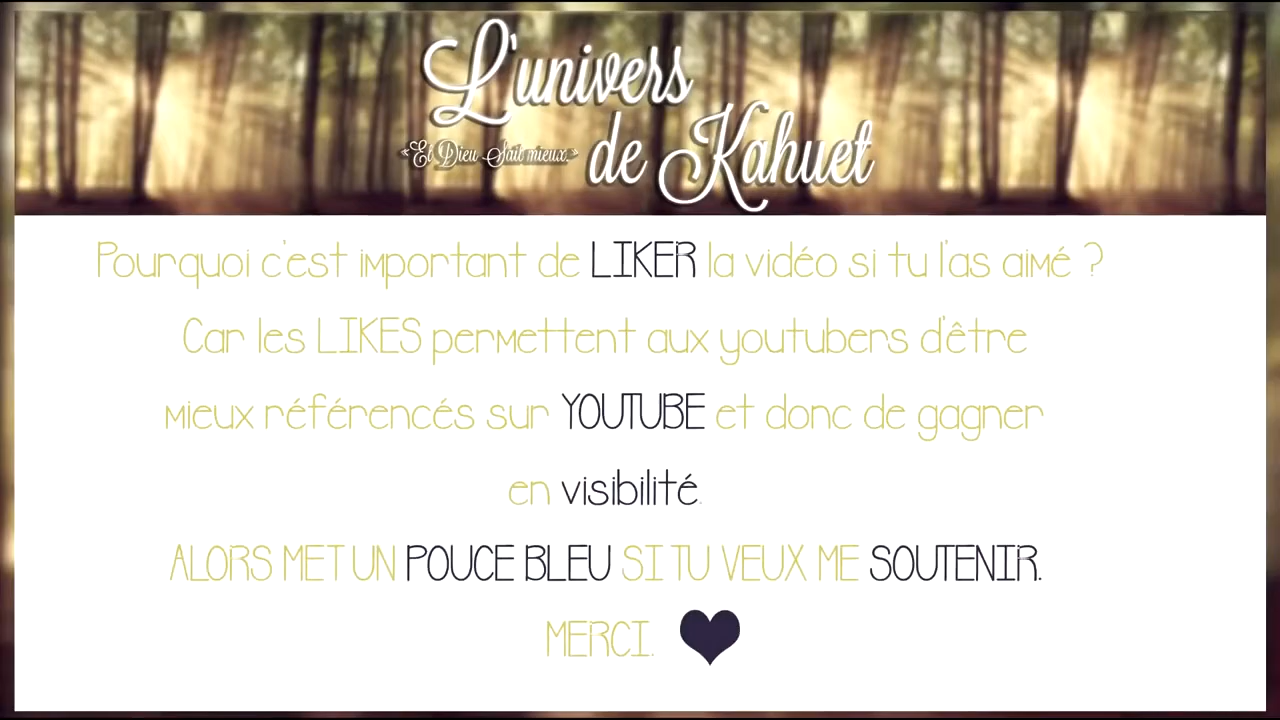 L'univers
de Kahuet
«Et Dieu Sait mieux.»
Pourquoi c'est important de LIKER la vidéo si tu l'as aimé ?
Car les LIKES permettent aux youtubers d'être
mieux référencés sur YOUTUBE et donc de gagner
en visibilité.
ALORS MET UN POUCE BLEU SI TU VEUX ME SOUTENIR.
MERCI.